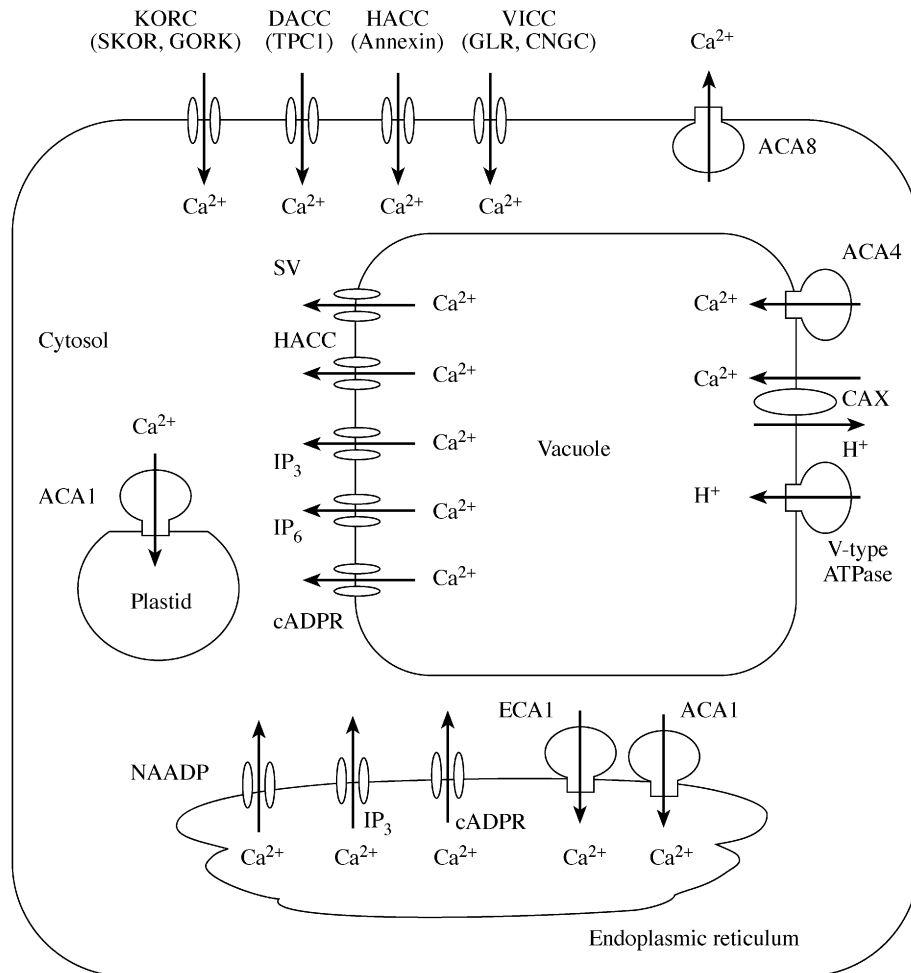 KORC
(SKOR, GORK)
DACC
(TPC1)
HACC
(Annexin)
VICC
(GLR, CNGC)
Ca²⁺
ACA8
Ca²⁺
Ca²⁺
Ca²⁺
Ca²⁺
SV
Ca²⁺
ACA4
Ca²⁺
Cytosol
HACC
Ca²⁺
Ca²⁺
CAX
H⁺
Ca²⁺
ACA1
IP₃
Ca²⁺
Vacuole
IP₆
Ca²⁺
H⁺
V-type
ATPase
Plastid
Ca²⁺
cADPR
ECA1
ACA1
NAADP
IP₃
cADPR
Ca²⁺
Ca²⁺
Ca²⁺
Ca²⁺
Ca²⁺
Endoplasmic reticulum